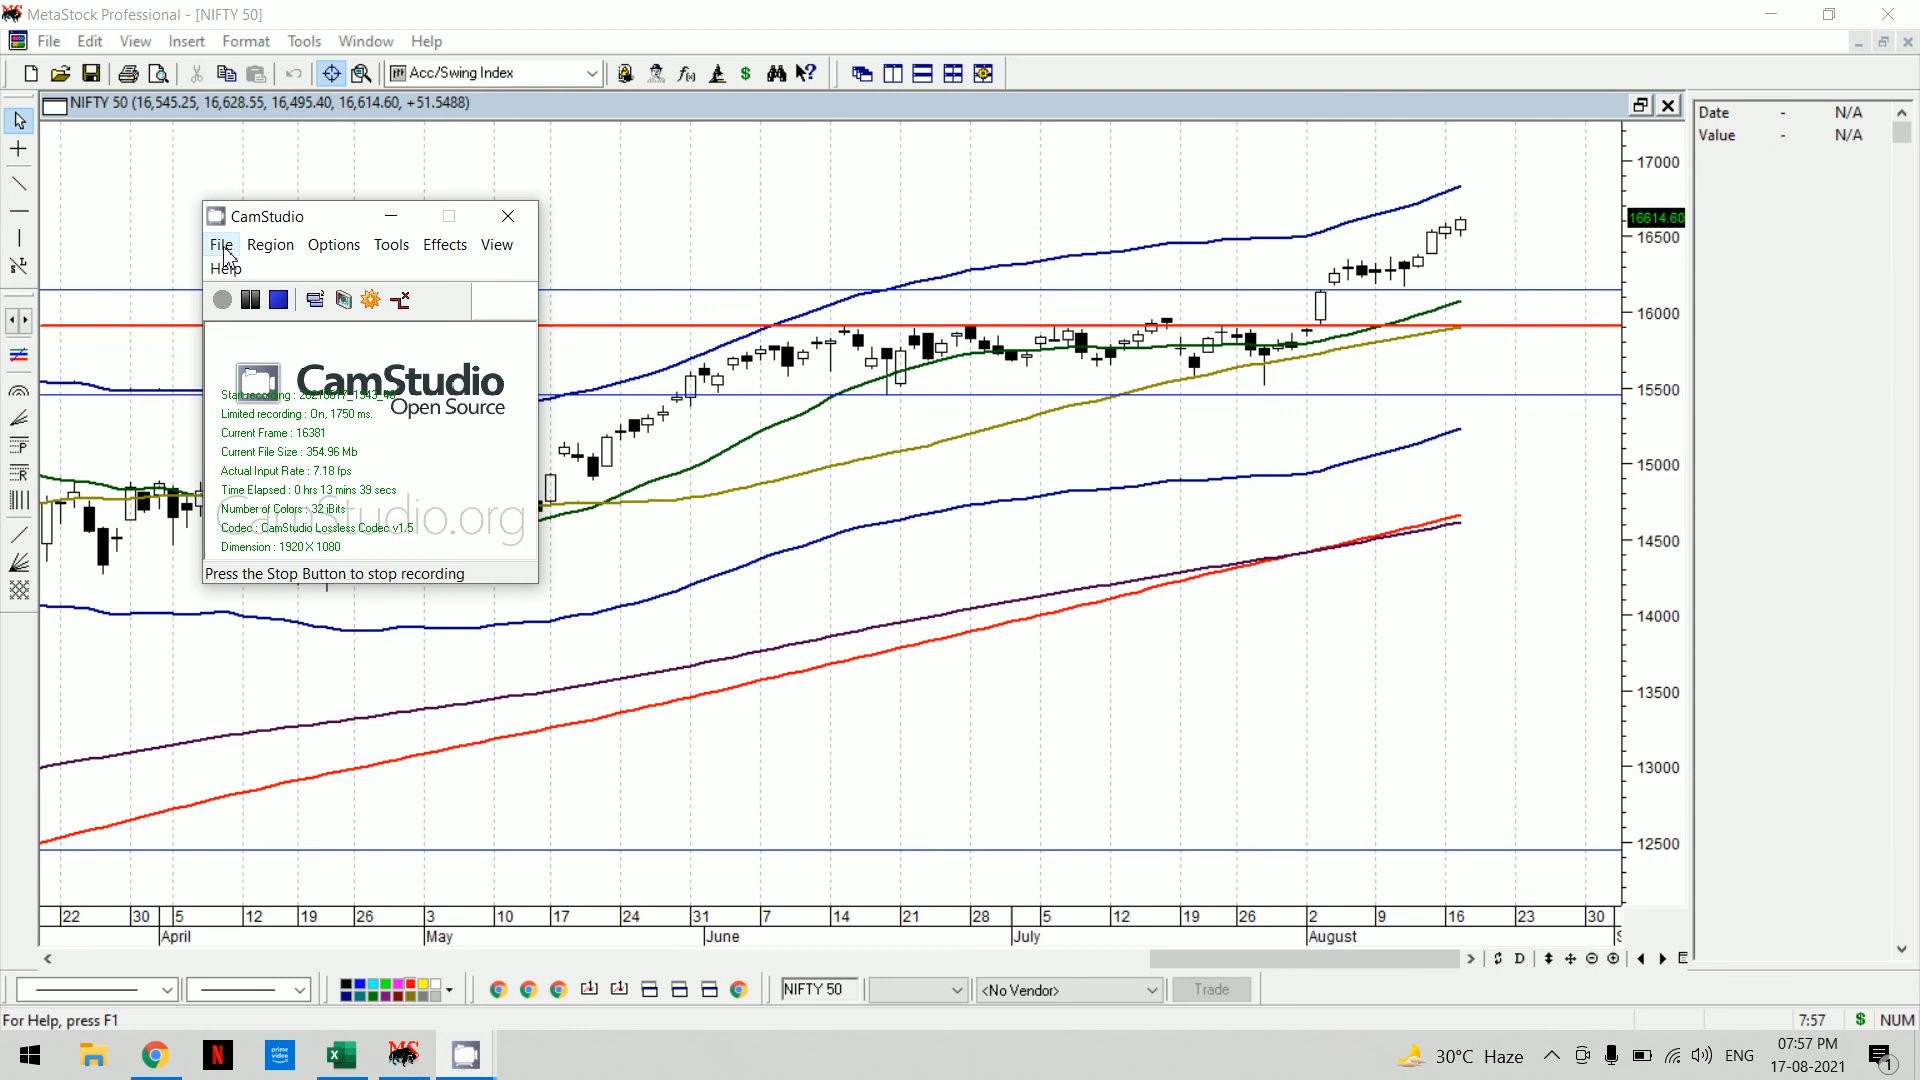 MetaStock Professional - [NIFTY 50]
File Edit View Insert Format Tools Window Help
Acc/Swing Index
NIFTY 50 (16,545.25, 16,628.55, 16,495.40, 16,614.60, +51.5488)
Date - N/A
Value - N/A
17000
16614.60
16500
16000
15500
15000
14500
14000
13500
13000
12500
CamStudio
File Region Options Tools Effects View
Help
CamStudio
Open Source
Limited recording : On, 1750 ms.
Current Frame : 16381
Current File Size : 354.96 Mb
Actual Input Rate : 7.18 fps
Time Elapsed : 0 hrs 13 mins 39 secs
Number of Colors : 32 Bits
CamStudio.org
Codec : CamStudio Lossless Codec v1.5
Dimension : 1920 X 1080
Press the Stop Button to stop recording
22 30 5 12 19 26 3 10 17 24 31 7 14 21 28 5 12 19 26 2 9 16 23 30
April May June July August
D
NIFTY 50 <No Vendor> Trade
For Help, press F1
7:57 $ NUM
prime video
30°C Haze ENG 07:57 PM
17-08-2021
1